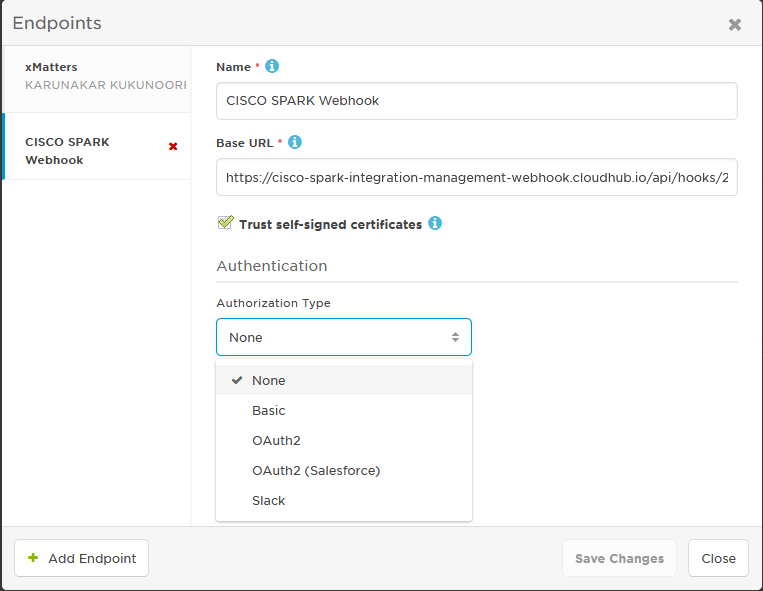 Endpoints
xMatters
KARUNAKAR KUKUNOORI
CISCO SPARK
Webhook
Name *
CISCO SPARK Webhook
Base URL *
https://cisco-spark-integration-management-webhook.cloudhub.io/api/hooks/2
Trust self-signed certificates
Authentication
Authorization Type
None
None
Basic
OAuth2
OAuth2 (Salesforce)
Slack
Add Endpoint
Save Changes
Close